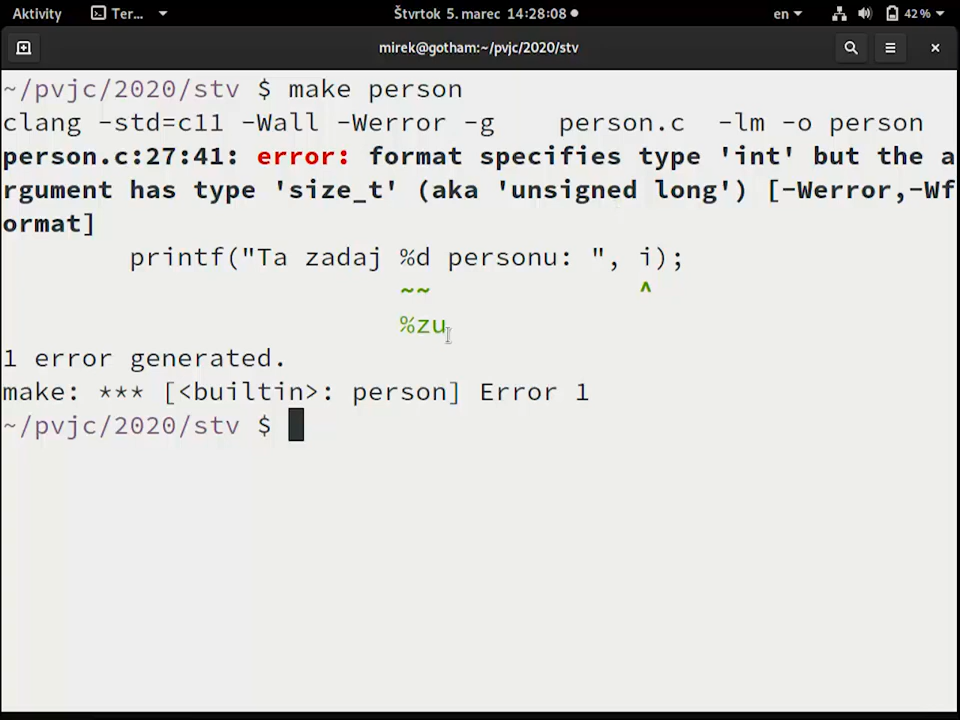 Aktivity Ter... Štvrtok 5. marec 14:28:08 en 42 %
mirek@gotham:~/pvjc/2020/stv
~/pvjc/2020/stv $ make person
clang -std=c11 -Wall -Werror -g    person.c  -lm -o person
person.c:27:41: error: format specifies type 'int' but the a
rgument has type 'size_t' (aka 'unsigned long') [-Werror,-Wf
ormat]
        printf("Ta zadaj %d personu: ", i);
                         ~~             ^
                         %zu
1 error generated.
make: *** [<builtin>: person] Error 1
~/pvjc/2020/stv $